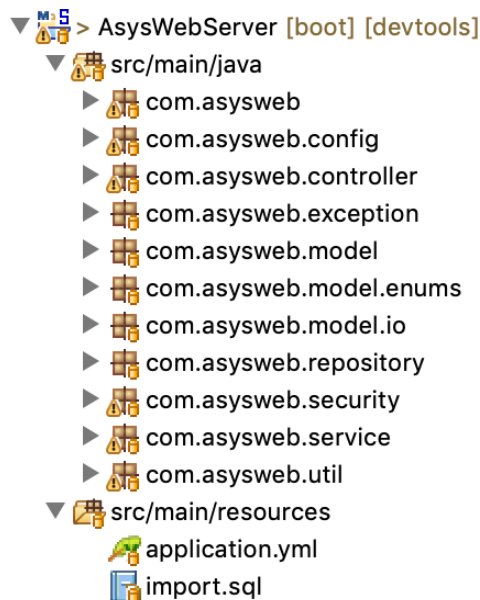 > AsysWebServer [boot] [devtools]
src/main/java
com.asysweb
com.asysweb.config
com.asysweb.controller
com.asysweb.exception
com.asysweb.model
com.asysweb.model.enums
com.asysweb.model.io
com.asysweb.repository
com.asysweb.security
com.asysweb.service
com.asysweb.util
src/main/resources
application.yml
import.sql